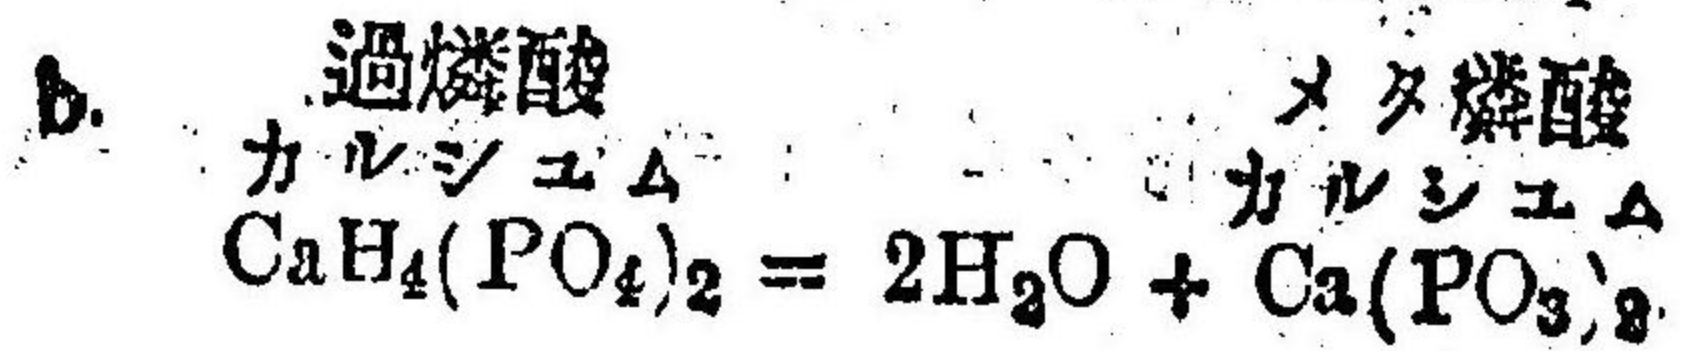 b. 過燐酸 メタ燐酸
カルシユム カルシユム
CaH₄(PO₄)₂ = 2H₂O + Ca(PO₃)₂